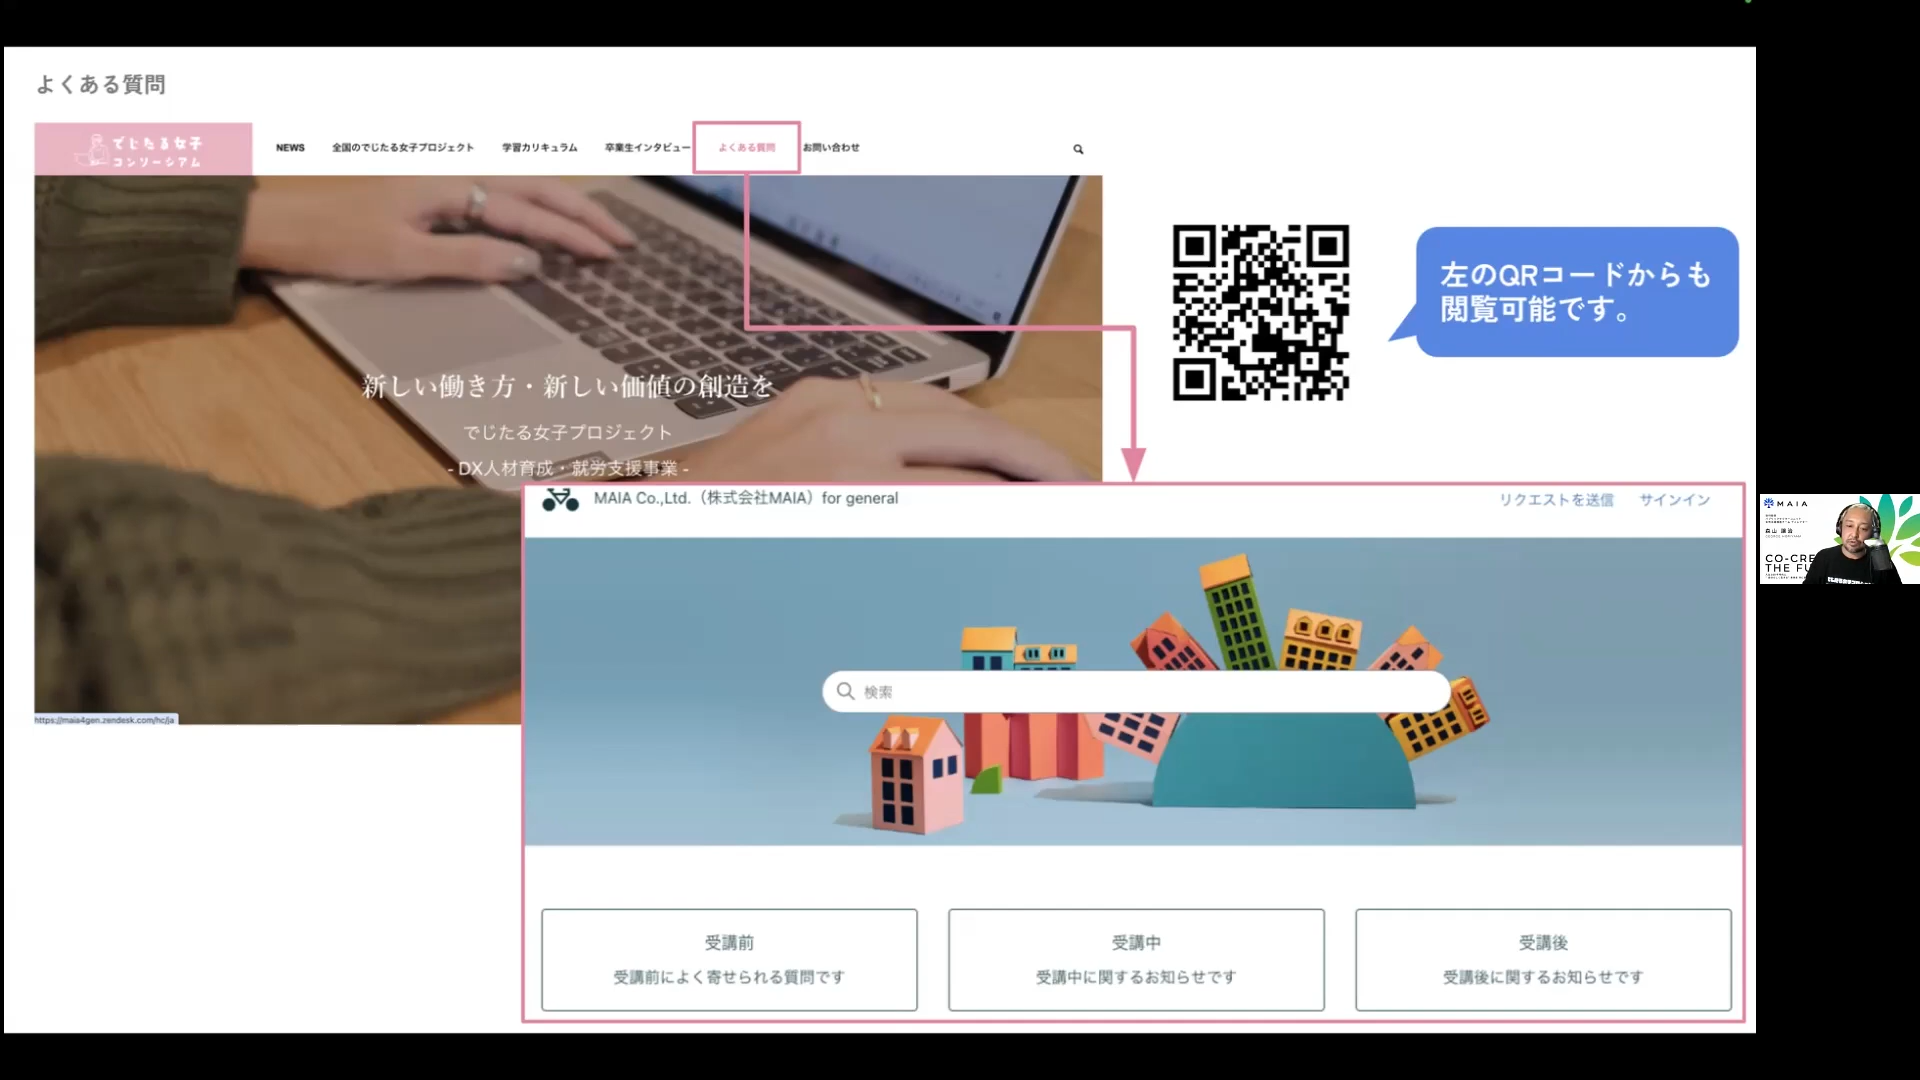 よくある質問
でじたる女子
コンソーシアム
NEWS
全国のでじたる女子プロジェクト
学習カリキュラム
卒業生インタビュー
よくある質問
お問い合わせ
新しい働き方・新しい価値の創造を
でじたる女子プロジェクト
- DX人材育成・就労支援事業 -
https://maia4gen.zendesk.com/hc/ja
左のQRコードからも
閲覧可能です。
MAIA Co.,Ltd.（株式会社MAIA）for general
リクエストを送信
サインイン
検索
受講前
受講前によく寄せられる質問です
受講中
受講中に関するお知らせです
受講後
受講後に関するお知らせです
MAIA
CO-CRE
THE FU